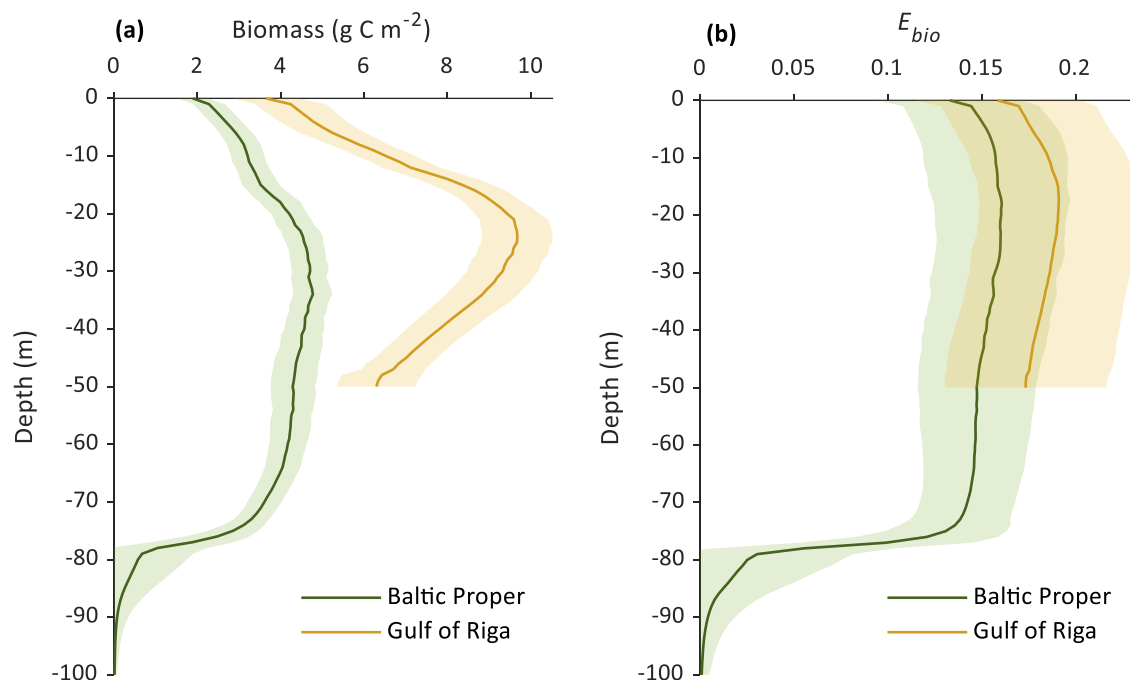 (a) Biomass (g C m⁻²)
0 2 4 6 8 10
0
-10
-20
-30
-40
-50
-60
-70
-80
-90
-100
Depth (m)
Baltic Proper
Gulf of Riga
(b) E_bio
0 0.05 0.1 0.15 0.2
0
-10
-20
-30
-40
-50
-60
-70
-80
-90
-100
Depth (m)
Baltic Proper
Gulf of Riga